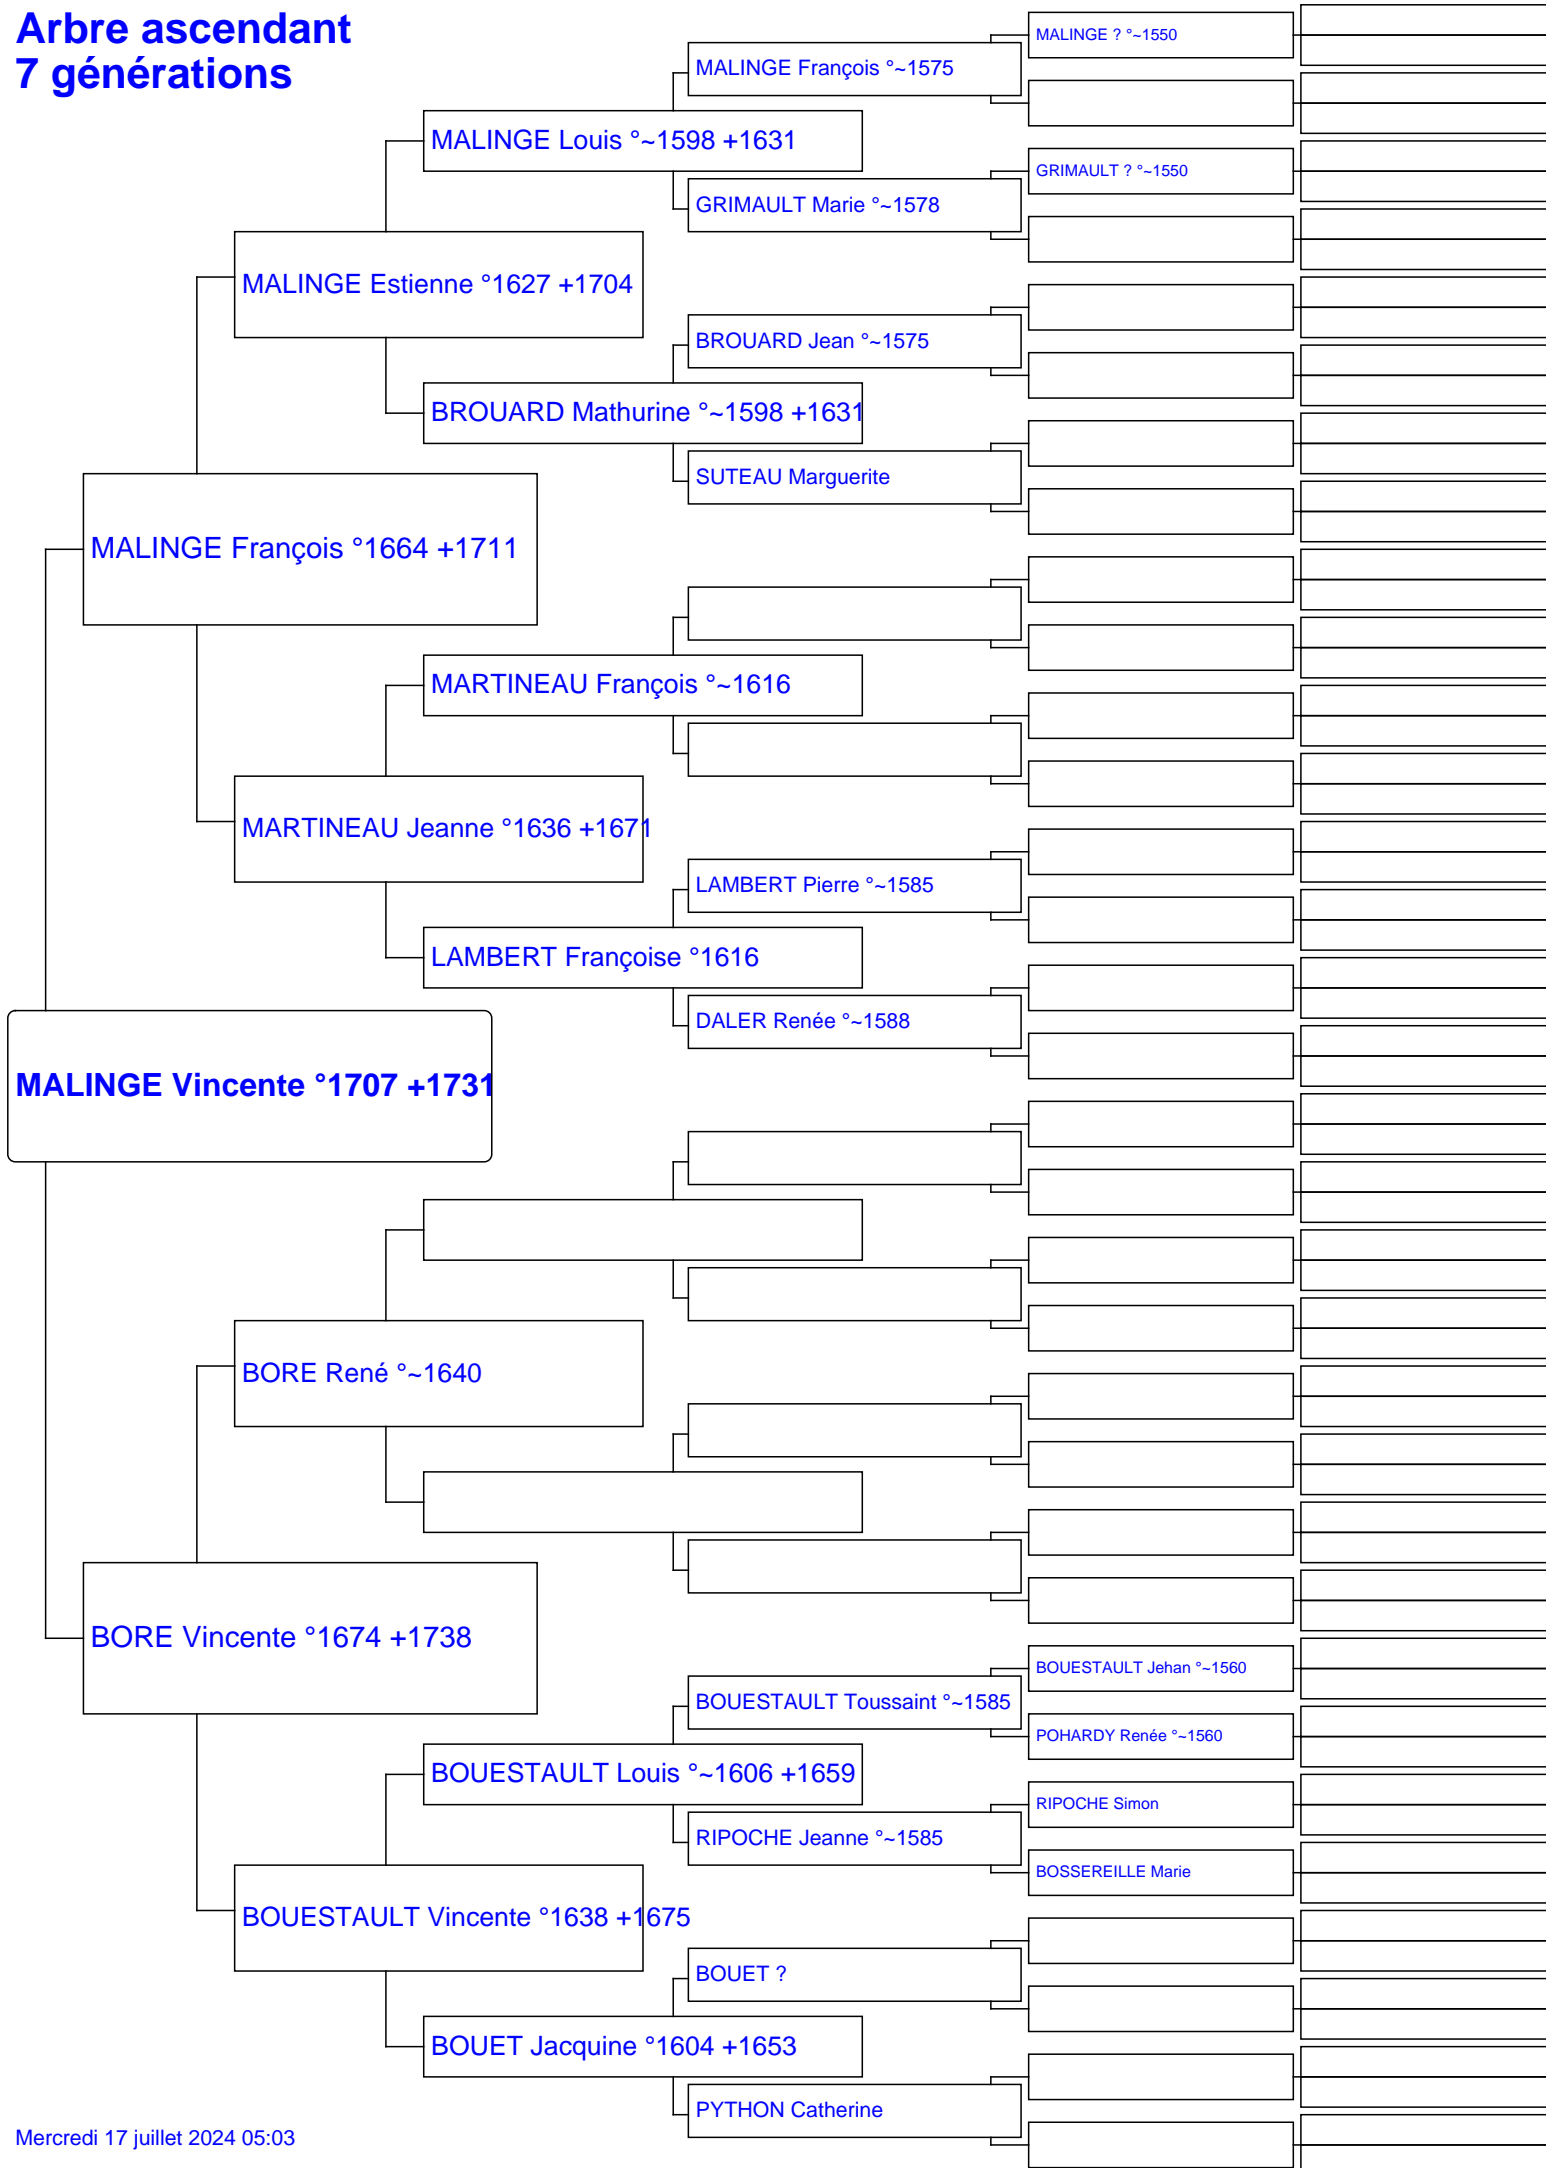 Arbre ascendant
7 générations
MALINGE ? °~1550
MALINGE François °~1575
MALINGE Louis °~1598 +1631
GRIMAULT ? °~1550
GRIMAULT Marie °~1578
MALINGE Estienne °1627 +1704
BROUARD Jean °~1575
BROUARD Mathurine °~1598 +1631
SUTEAU Marguerite
MALINGE François °1664 +1711
MARTINEAU François °~1616
MARTINEAU Jeanne °1636 +1671
LAMBERT Pierre °~1585
LAMBERT Françoise °1616
DALER Renée °~1588
MALINGE Vincente °1707 +1731
BORE René °~1640
BORE Vincente °1674 +1738
BOUESTAULT Jehan °~1560
BOUESTAULT Toussaint °~1585
POHARDY Renée °~1560
BOUESTAULT Louis °~1606 +1659
RIPOCHE Simon
RIPOCHE Jeanne °~1585
BOSSEREILLE Marie
BOUESTAULT Vincente °1638 +1675
BOUET ?
BOUET Jacquine °1604 +1653
PYTHON Catherine
Mercredi 17 juillet 2024 05:03